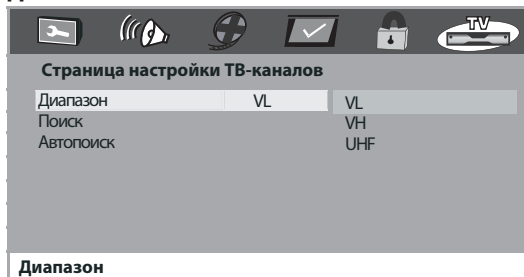 TV
Страница настройки ТВ-каналов
Диапазон VL VL
Поиск VH
Автопоиск UHF
Диапазон